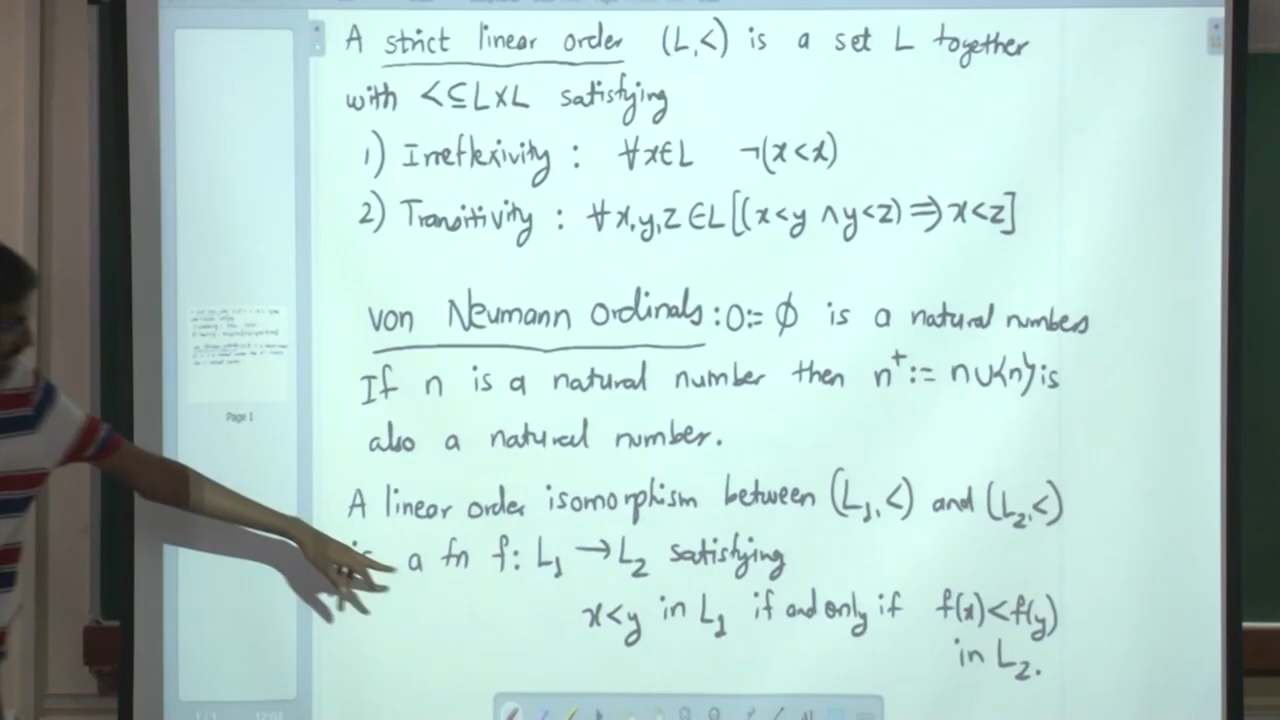 A strict linear order (L,<) is a set L together
with <⊆L×L satisfying
1) Irreflexivity : ∀x∈L ¬(x<x)
2) Transitivity : ∀x,y,z∈L[(x<y ∧ y<z)⇒x<z]
von Neumann Ordinals : 0:= ∅ is a natural number
If n is a natural number then n⁺:= n∪{n} is
also a natural number.
A linear order isomorphism between (L₁,<) and (L₂,<)
is a fn f: L₁→L₂ satisfying
x<y in L₁ if and only if f(x)<f(y)
in L₂.
Page 1